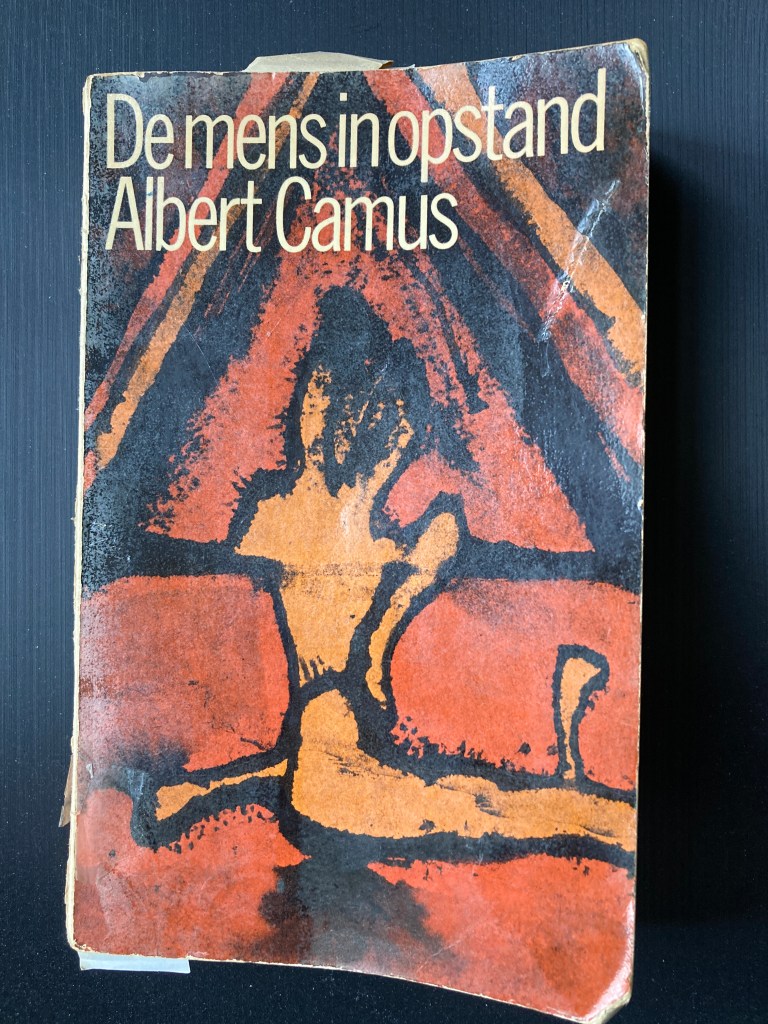 De mens in opstand
Albert Camus